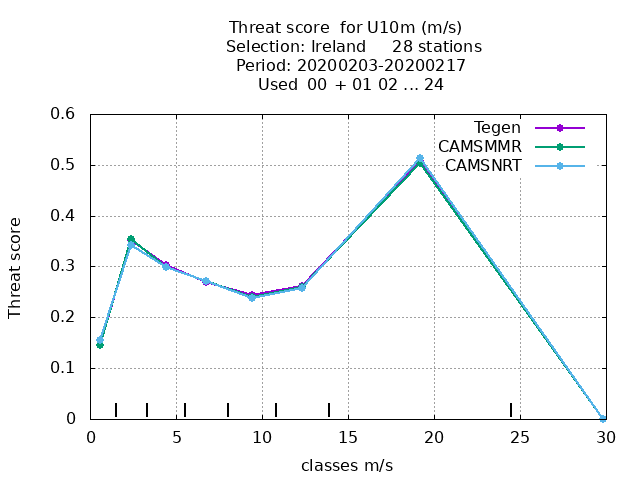 Threat score  for U10m (m/s)
Selection: Ireland     28 stations
Period: 20200203-20200217
Used  00 + 01 02 ... 24
Tegen
CAMSMMR
CAMSNRT
0.6
0.5
0.4
0.3
0.2
0.1
0
Threat score
0 5 10 15 20 25 30
classes m/s